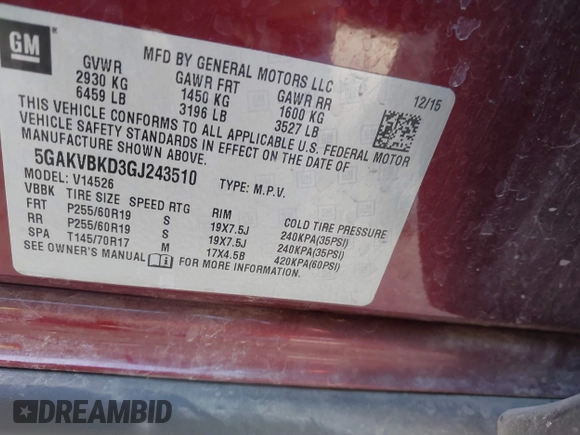 GM
MFD BY GENERAL MOTORS LLC
GVWR GAWR FRT GAWR RR 12/15
2930 KG 1450 KG 1600 KG
6459 LB 3196 LB 3527 LB
THIS VEHICLE CONFORMS TO ALL APPLICABLE U.S. FEDERAL MOTOR
VEHICLE SAFETY STANDARDS IN EFFECT ON THE DATE OF
MANUFACTURE SHOWN ABOVE.
5GAKVBKD3GJ243510 TYPE: M.P.V.
MODEL: V14526
VBBK TIRE SIZE SPEED RTG RIM COLD TIRE PRESSURE
FRT P255/60R19 S 19X7.5J 240KPA(35PSI)
RR P255/60R19 S 19X7.5J 240KPA(35PSI)
SPA T145/70R17 M 17X4.5B 420KPA(60PSI)
SEE OWNER'S MANUAL FOR MORE INFORMATION.
DREAMBID